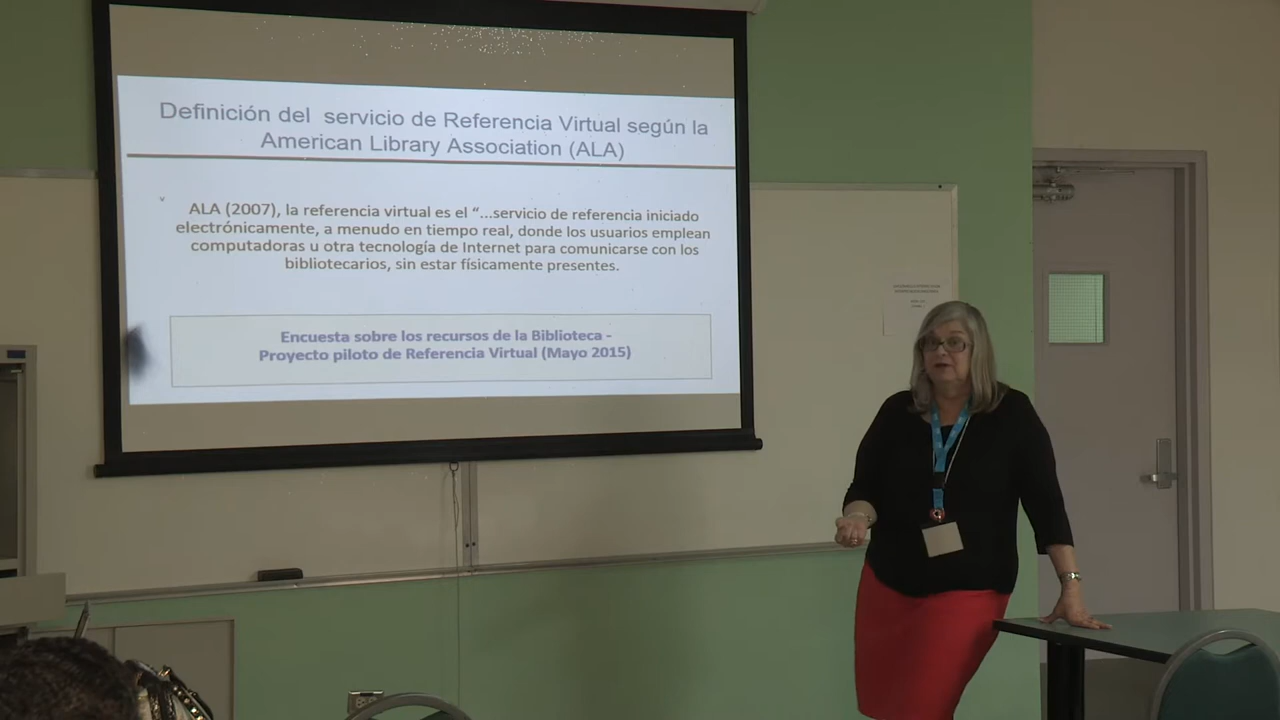 Definición del servicio de Referencia Virtual según la
American Library Association (ALA)
ALA (2007), la referencia virtual es el “...servicio de referencia iniciado
electrónicamente, a menudo en tiempo real, donde los usuarios emplean
computadoras u otra tecnología de Internet para comunicarse con los
bibliotecarios, sin estar físicamente presentes.
Encuesta sobre los recursos de la Biblioteca -
Proyecto piloto de Referencia Virtual (Mayo 2015)